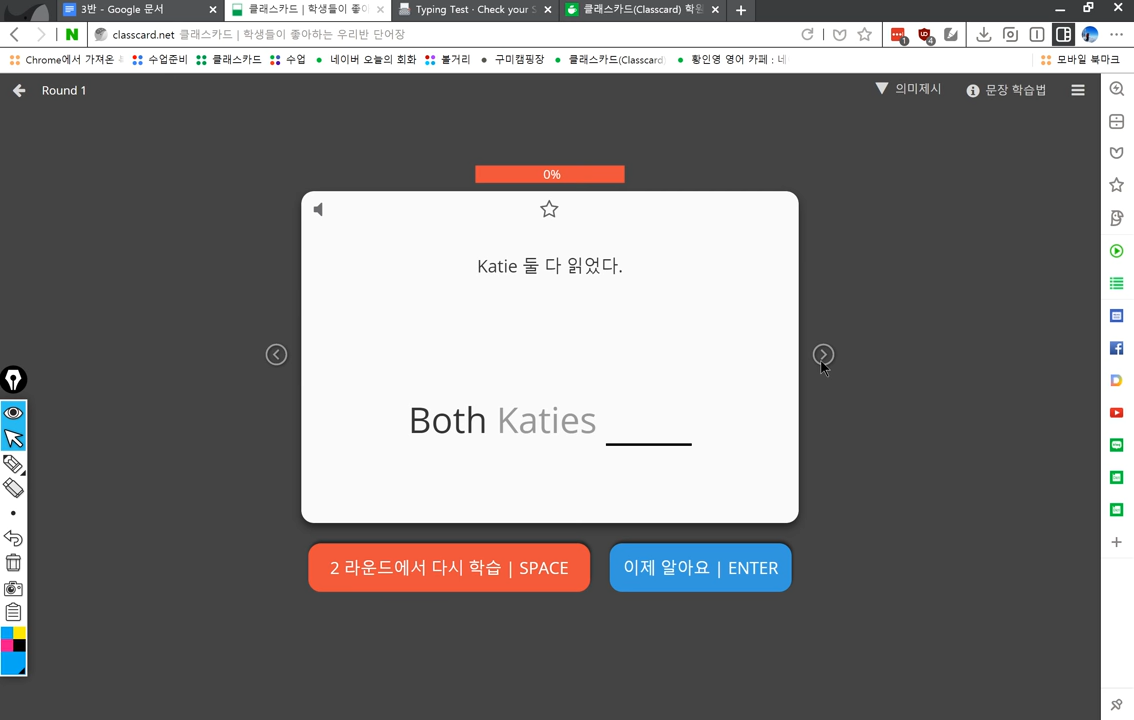 3반 - Google 문서
클래스카드 | 학생들이 좋아
Typing Test · Check your S
클래스카드(Classcard) 학원
classcard.net 클래스카드 | 학생들이 좋아하는 우리반 단어장
Chrome에서 가져온
수업준비
클래스카드
수업
네이버 오늘의 회화
볼거리
구미캠핑장
클래스카드(Classcard)
황인영 영어 카페 : 네
모바일 북마크
Round 1
의미제시
문장 학습법
0%
Katie 둘 다 읽었다.
Both Katies ______
2 라운드에서 다시 학습 | SPACE
이제 알아요 | ENTER